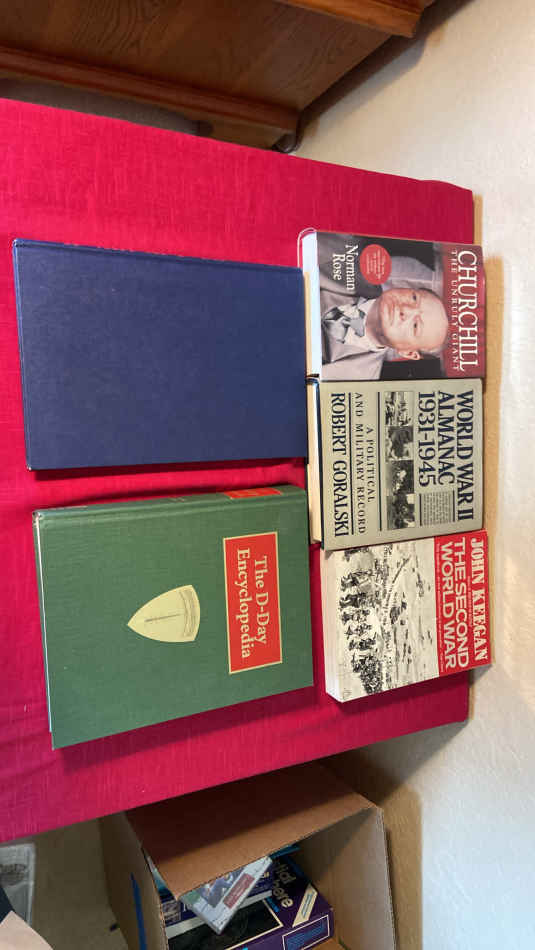 CHURCHILL
THE UNRULY GIANT
Norman
Rose
WORLD WAR II
ALMANAC
1931-1945
A POLITICAL
AND MILITARY RECORD
ROBERT GORALSKI
JOHN KEEGAN
THE SECOND
WORLD WAR
The D-Day
Encyclopedia